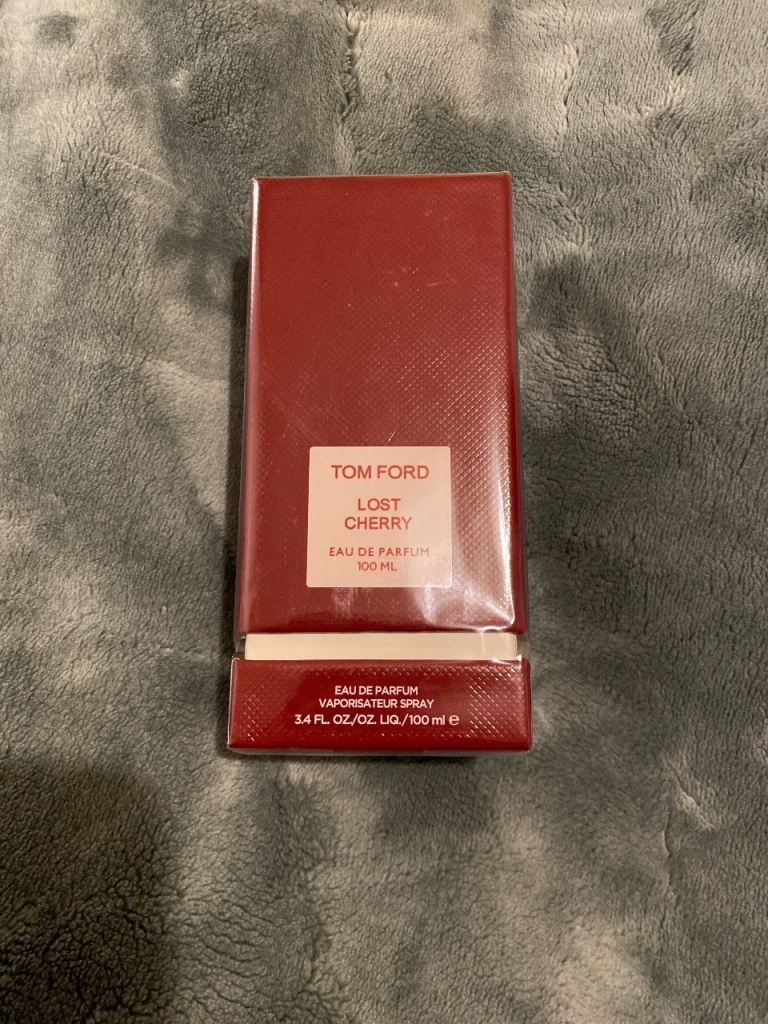 TOM FORD
LOST
CHERRY
EAU DE PARFUM
100 ML
EAU DE PARFUM
VAPORISATEUR SPRAY
3.4 FL. OZ/OZ. LIQ./100 ml ℮